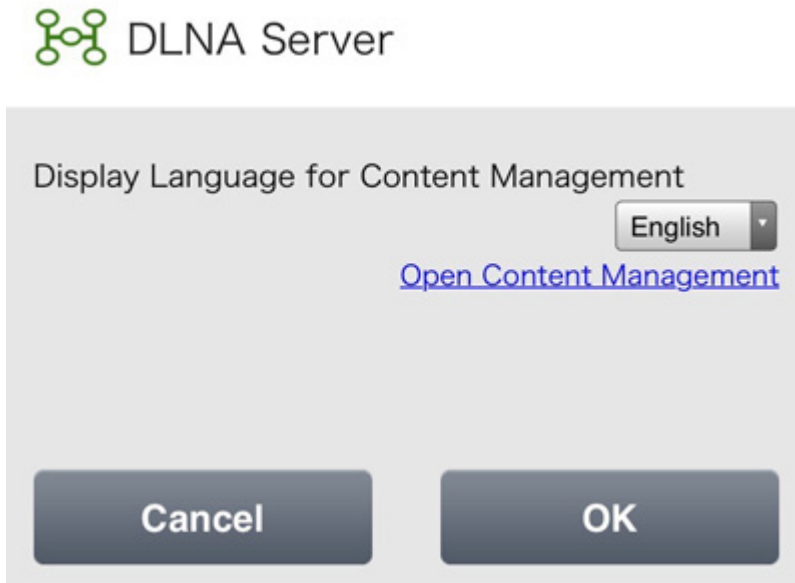 DLNA Server
Display Language for Content Management
English
Open Content Management
Cancel
OK